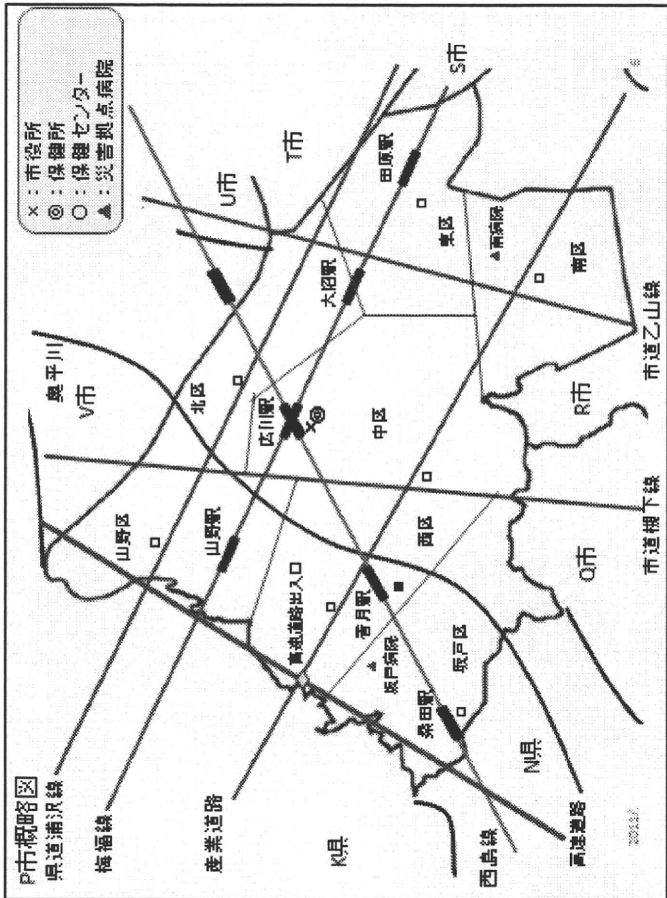 P市概略図
県道浦沢線
梅福線
産業道路
K県
西島線
高速道路
N県
Q市
市道棚下線
R市
市道乙山線
S市
T市
U市
V市
奥平川
×：市役所
◎：保健所
○：保健センター
▲：災害拠点病院
山野区
山野駅
北区
広川駅
大沼駅
田原駅
東区
南病院
南区
中区
西区
高速道路出入口
青月駅
坂戸病院
坂戸区
桑田駅